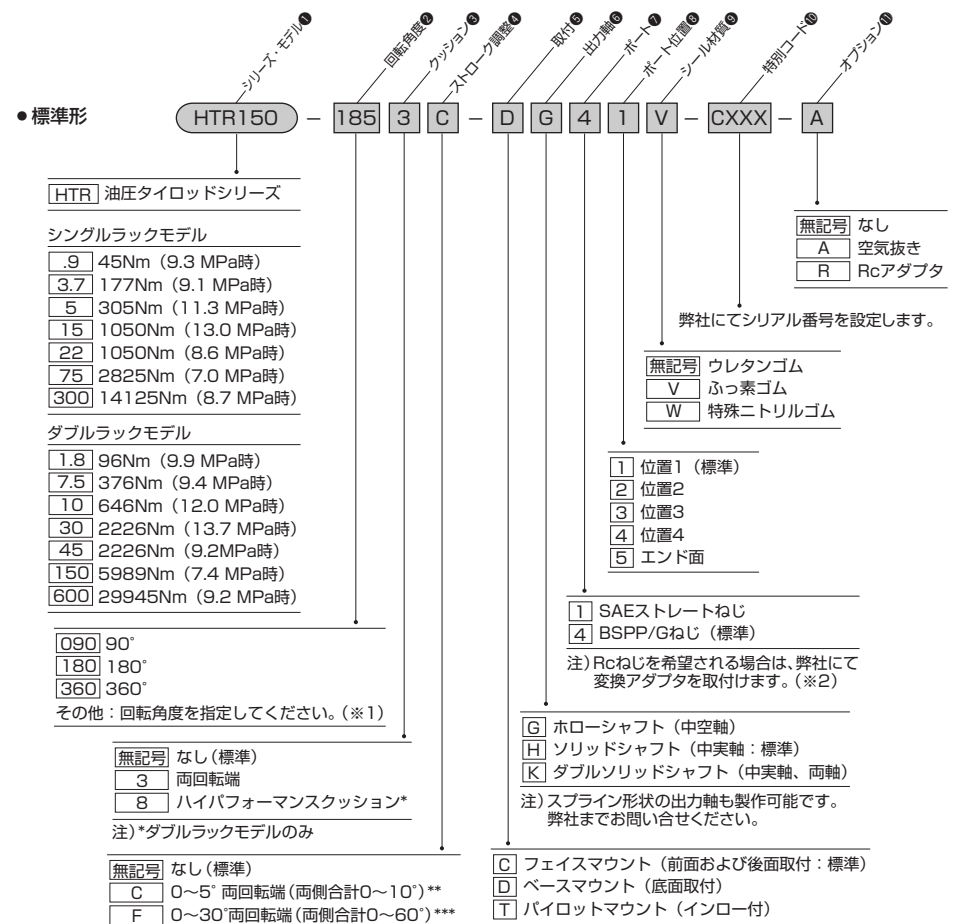 シリーズ・モデル❶
回転角度❷
クッション❸
ストローク調整❹
取付❺
出力軸❻
ポート❼
ポート位置❽
シール材質❾
特別コード❿
オプション⓫
●標準形
HTR150 － 185 3 C － D G 4 1 V － CXXX － A
HTR 油圧タイロッドシリーズ
シングルラックモデル
.9 45Nm（9.3 MPa時）
3.7 177Nm（9.1 MPa時）
5 305Nm（11.3 MPa時）
15 1050Nm（13.0 MPa時）
22 1050Nm（8.6 MPa時）
75 2825Nm（7.0 MPa時）
300 14125Nm（8.7 MPa時）
ダブルラックモデル
1.8 96Nm（9.9 MPa時）
7.5 376Nm（9.4 MPa時）
10 646Nm（12.0 MPa時）
30 2226Nm（13.7 MPa時）
45 2226Nm（9.2MPa時）
150 5989Nm（7.4 MPa時）
600 29945Nm（9.2 MPa時）
090 90°
180 180°
360 360°
その他：回転角度を指定してください。（※1）
無記号 なし（標準）
3 両回転端
8 ハイパフォーマンスクッション*
注）*ダブルラックモデルのみ
無記号 なし（標準）
C 0～5°両回転端（両側合計0～10°）**
F 0～30°両回転端（両側合計0～60°）***
無記号 なし
A 空気抜き
R Rcアダプタ
弊社にてシリアル番号を設定します。
無記号 ウレタンゴム
V ふっ素ゴム
W 特殊ニトリルゴム
1 位置1（標準）
2 位置2
3 位置3
4 位置4
5 エンド面
1 SAEストレートねじ
4 BSPP/Gねじ（標準）
注）Rcねじを希望される場合は、弊社にて
変換アダプタを取付けます。（※2）
G ホローシャフト（中空軸）
H ソリッドシャフト（中実軸：標準）
K ダブルソリッドシャフト（中実軸、両軸）
注）スプライン形状の出力軸も製作可能です。
弊社までお問い合せください。
C フェイスマウント（前面および後面取付：標準）
D ベースマウント（底面取付）
T パイロットマウント（インロー付）